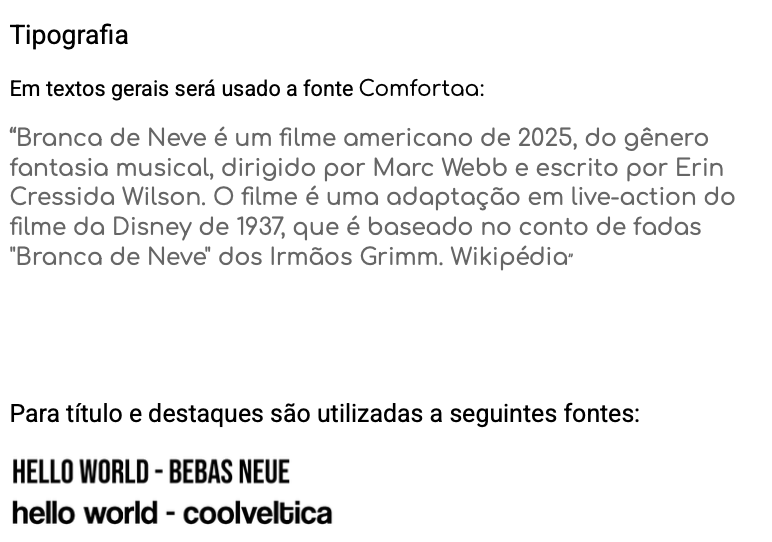 Tipografia
Em textos gerais será usado a fonte Comfortaa:
“Branca de Neve é um filme americano de 2025, do gênero
fantasia musical, dirigido por Marc Webb e escrito por Erin
Cressida Wilson. O filme é uma adaptação em live-action do
filme da Disney de 1937, que é baseado no conto de fadas
"Branca de Neve" dos Irmãos Grimm. Wikipédia”
Para título e destaques são utilizadas a seguintes fontes:
HELLO WORLD - BEBAS NEUE
hello world - coolveltica